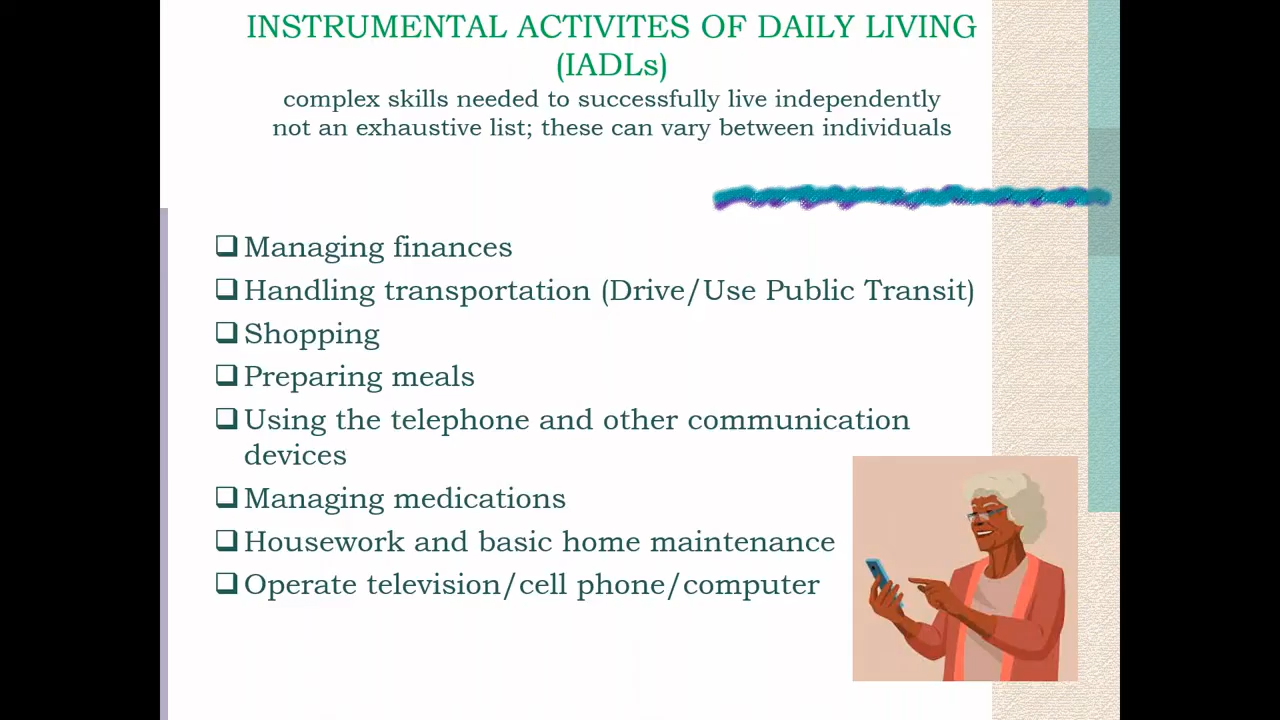 INSTRUMENTAL ACTIVITES OF DAILY LIVING
(IADLs)
complex skills needed to successfully live independently
not an exhaustive list; these can vary between individuals
❑ Managing finances
❑ Handling transportation (Drive/Use Public Transit)
❑ Shopping
❑ Preparing meals
❑ Using the telephone and other communication
devices
❑ Managing medications
❑ Housework and basic home maintenance
❑ Operate television/cell phone/computer